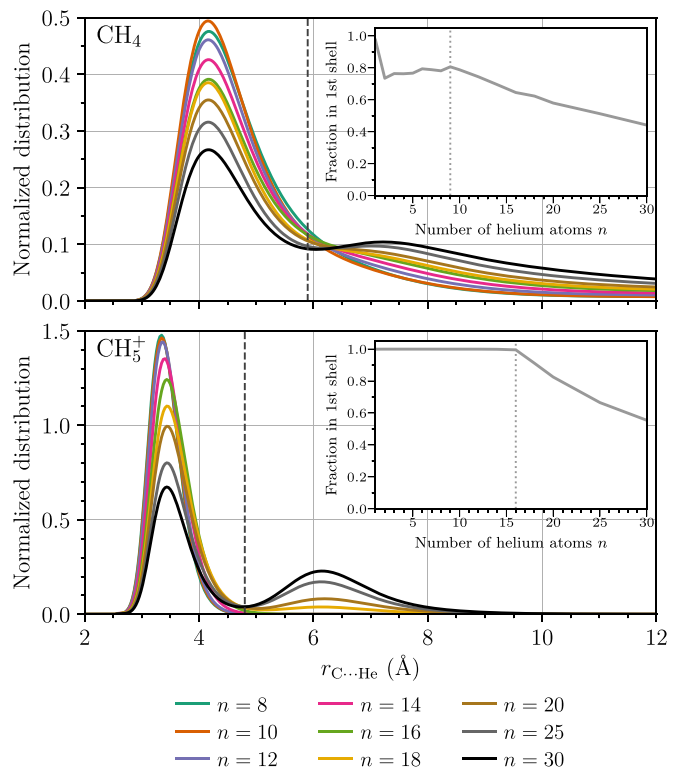 CH₄
Normalized distribution
0.5
0.4
0.3
0.2
0.1
0.0
Fraction in 1st shell
1.0
0.8
0.6
0.4
0.2
0.0
5 10 15 20 25 30
Number of helium atoms n
CH₅⁺
Normalized distribution
1.5
1.0
0.5
0.0
Fraction in 1st shell
1.0
0.8
0.6
0.4
0.2
0.0
5 10 15 20 25 30
Number of helium atoms n
2 4 6 8 10 12
r_C···He (Å)
n = 8 n = 14 n = 20
n = 10 n = 16 n = 25
n = 12 n = 18 n = 30